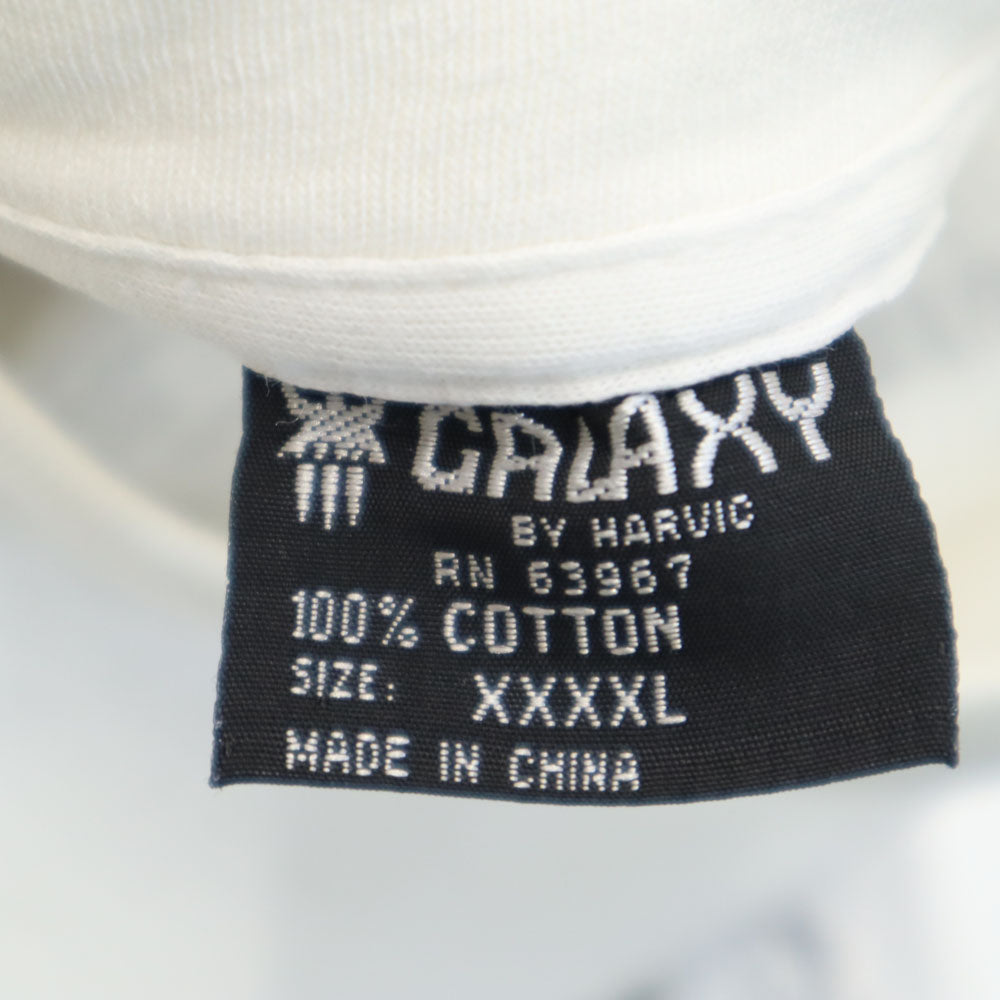 GALAXY
BY HARVIC
RN 63967
100% COTTON
SIZE: XXXXL
MADE IN CHINA